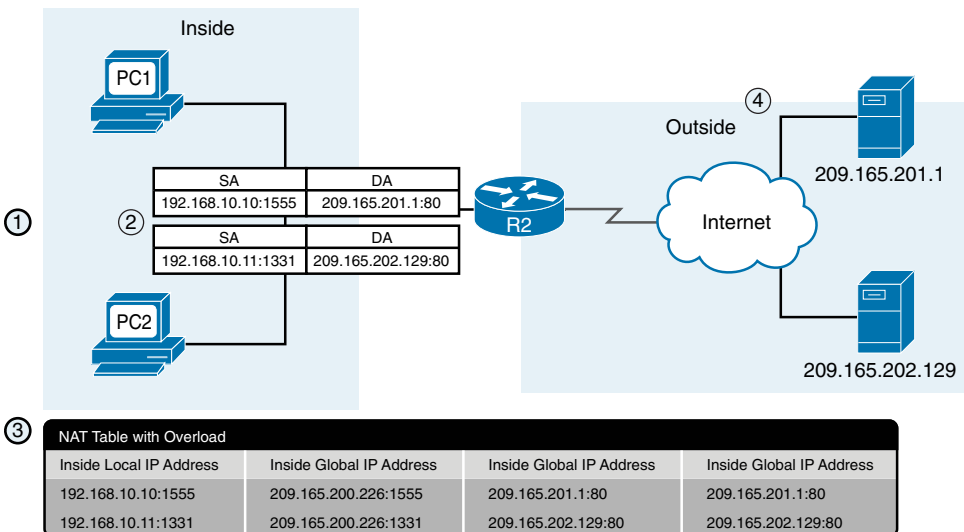 Inside
PC1
4
Outside
209.165.201.1
SA DA
192.168.10.10:1555 209.165.201.1:80
1
2
R2
Internet
SA DA
192.168.10.11:1331 209.165.202.129:80
PC2
209.165.202.129
3
NAT Table with Overload
Inside Local IP Address Inside Global IP Address Inside Global IP Address Inside Global IP Address
192.168.10.10:1555 209.165.200.226:1555 209.165.201.1:80 209.165.201.1:80
192.168.10.11:1331 209.165.200.226:1331 209.165.202.129:80 209.165.202.129:80